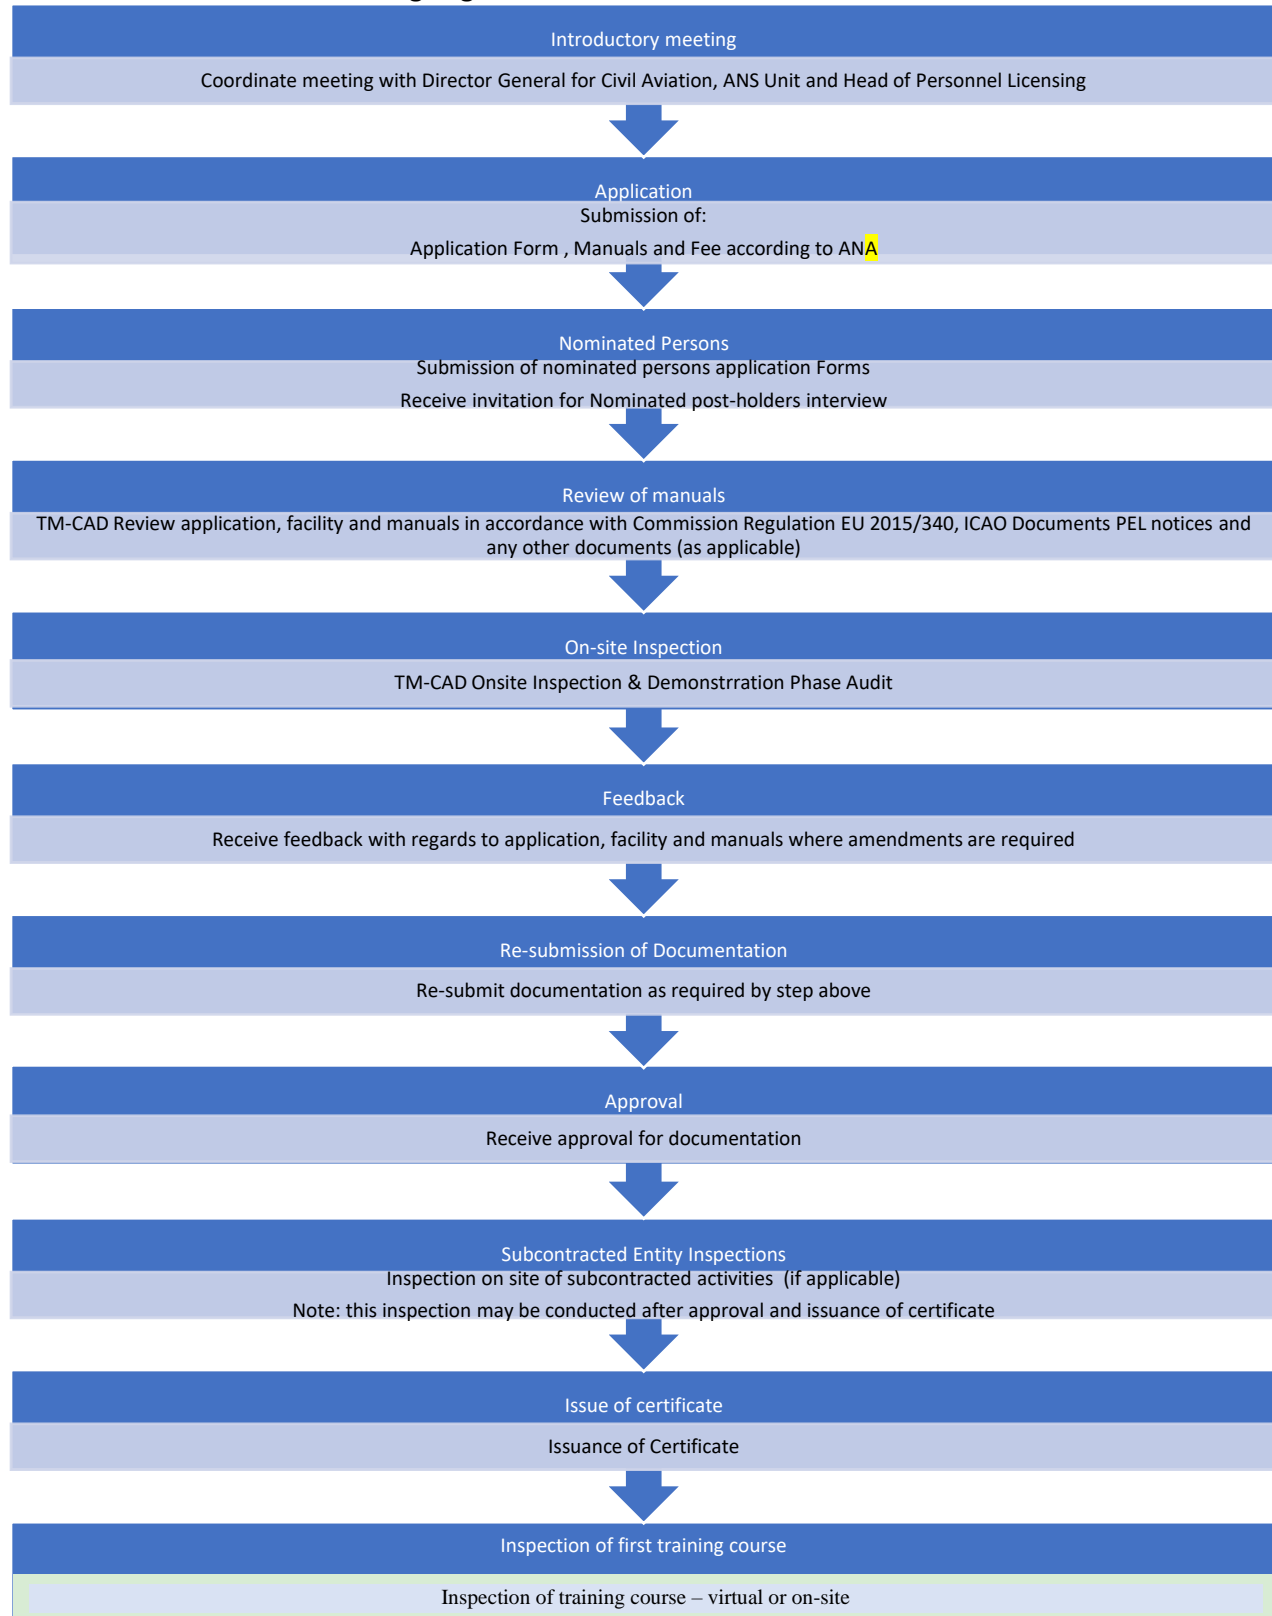 Introductory meeting
Coordinate meeting with Director General for Civil Aviation, ANS Unit and Head of Personnel Licensing
Application
Submission of:
Application Form , Manuals and Fee according to ANA
Nominated Persons
Submission of nominated persons application Forms
Receive invitation for Nominated post-holders interview
Review of manuals
TM-CAD Review application, facility and manuals in accordance with Commission Regulation EU 2015/340, ICAO Documents PEL notices and
any other documents (as applicable)
On-site Inspection
TM-CAD Onsite Inspection & Demonstrration Phase Audit
Feedback
Receive feedback with regards to application, facility and manuals where amendments are required
Re-submission of Documentation
Re-submit documentation as required by step above
Approval
Receive approval for documentation
Subcontracted Entity Inspections
Inspection on site of subcontracted activities (if applicable)
Note: this inspection may be conducted after approval and issuance of certificate
Issue of certificate
Issuance of Certificate
Inspection of first training course
Inspection of training course – virtual or on-site